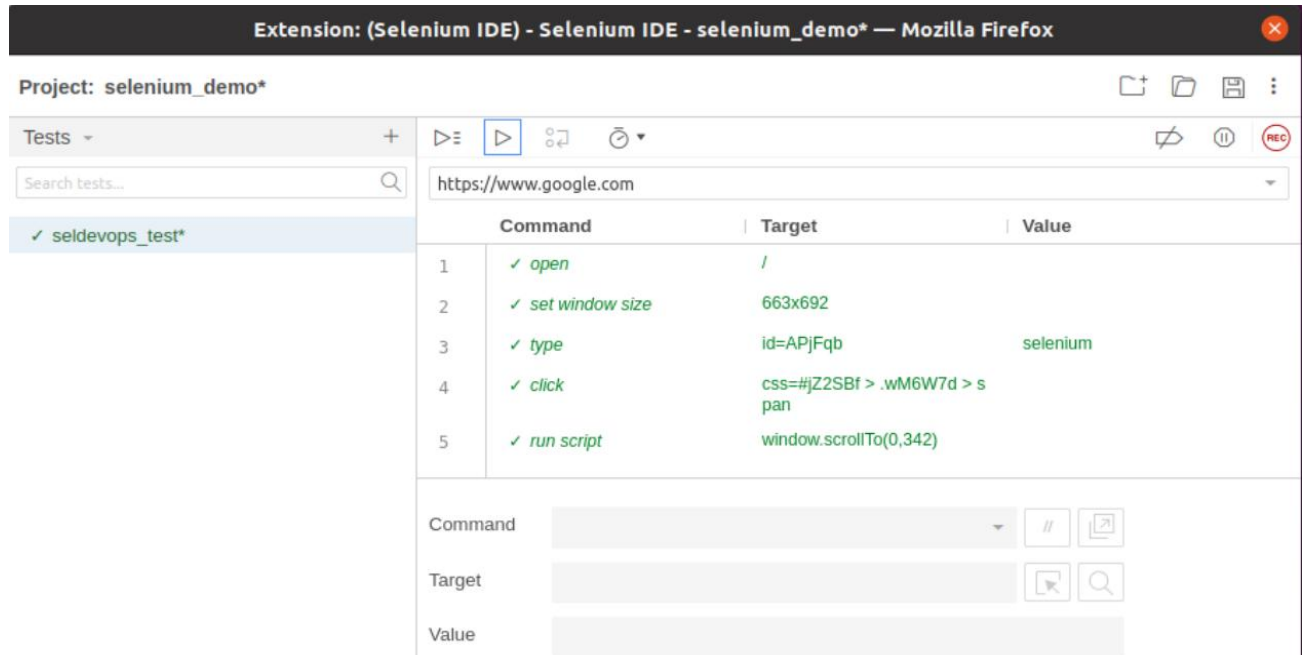 Extension: (Selenium IDE) - Selenium IDE - selenium_demo* — Mozilla Firefox
Project: selenium_demo*
Tests
Search tests...
✓ seldevops_test*
REC
https://www.google.com
Command Target Value
1 ✓ open /
2 ✓ set window size 663x692
3 ✓ type id=APjFqb selenium
4 ✓ click css=#jZ2SBf > .wM6W7d > s
pan
5 ✓ run script window.scrollTo(0,342)
Command
//
Target
Value